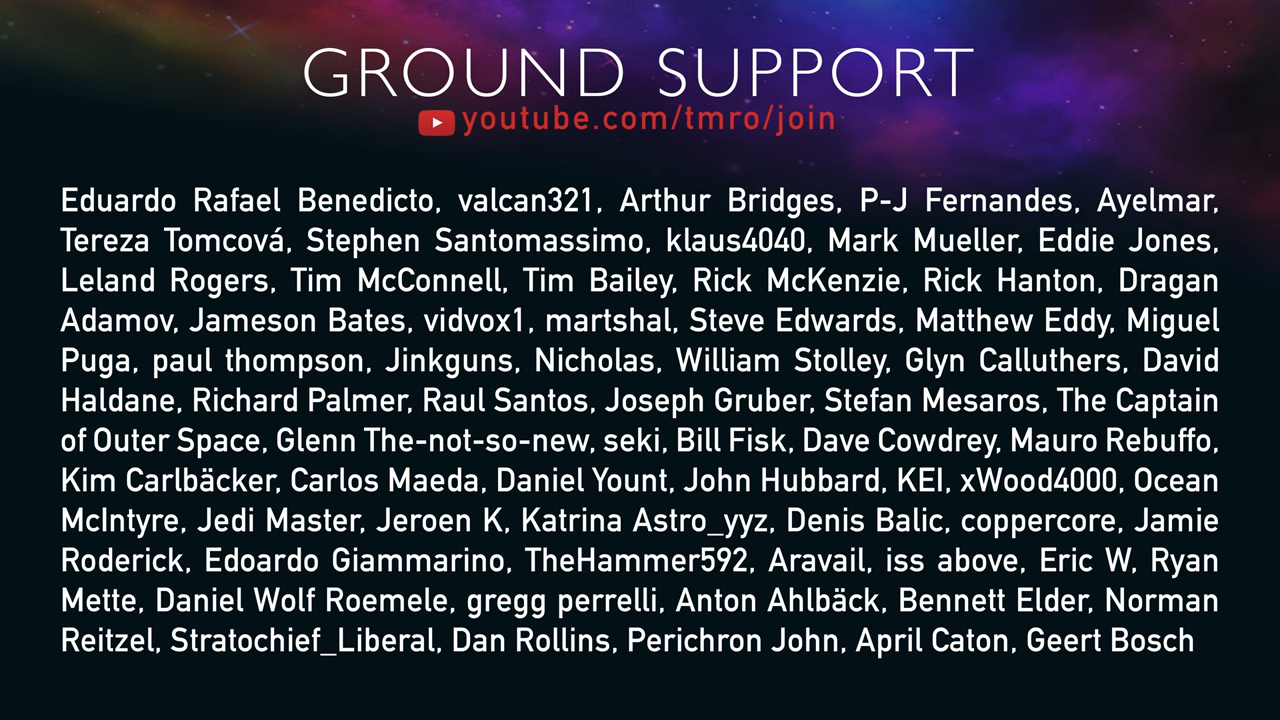 GROUND SUPPORT
youtube.com/tmro/join
Eduardo Rafael Benedicto, valcan321, Arthur Bridges, P-J Fernandes, Ayelmar,
Tereza Tomcová, Stephen Santomassimo, klaus4040, Mark Mueller, Eddie Jones,
Leland Rogers, Tim McConnell, Tim Bailey, Rick McKenzie, Rick Hanton, Dragan
Adamov, Jameson Bates, vidvox1, martshal, Steve Edwards, Matthew Eddy, Miguel
Puga, paul thompson, Jinkguns, Nicholas, William Stolley, Glyn Calluthers, David
Haldane, Richard Palmer, Raul Santos, Joseph Gruber, Stefan Mesaros, The Captain
of Outer Space, Glenn The-not-so-new, seki, Bill Fisk, Dave Cowdrey, Mauro Rebuffo,
Kim Carlbäcker, Carlos Maeda, Daniel Yount, John Hubbard, KEI, xWood4000, Ocean
McIntyre, Jedi Master, Jeroen K, Katrina Astro_yyz, Denis Balic, coppercore, Jamie
Roderick, Edoardo Giammarino, TheHammer592, Aravail, iss above, Eric W, Ryan
Mette, Daniel Wolf Roemele, gregg perrelli, Anton Ahlbäck, Bennett Elder, Norman
Reitzel, Stratochief_Liberal, Dan Rollins, Perichron John, April Caton, Geert Bosch